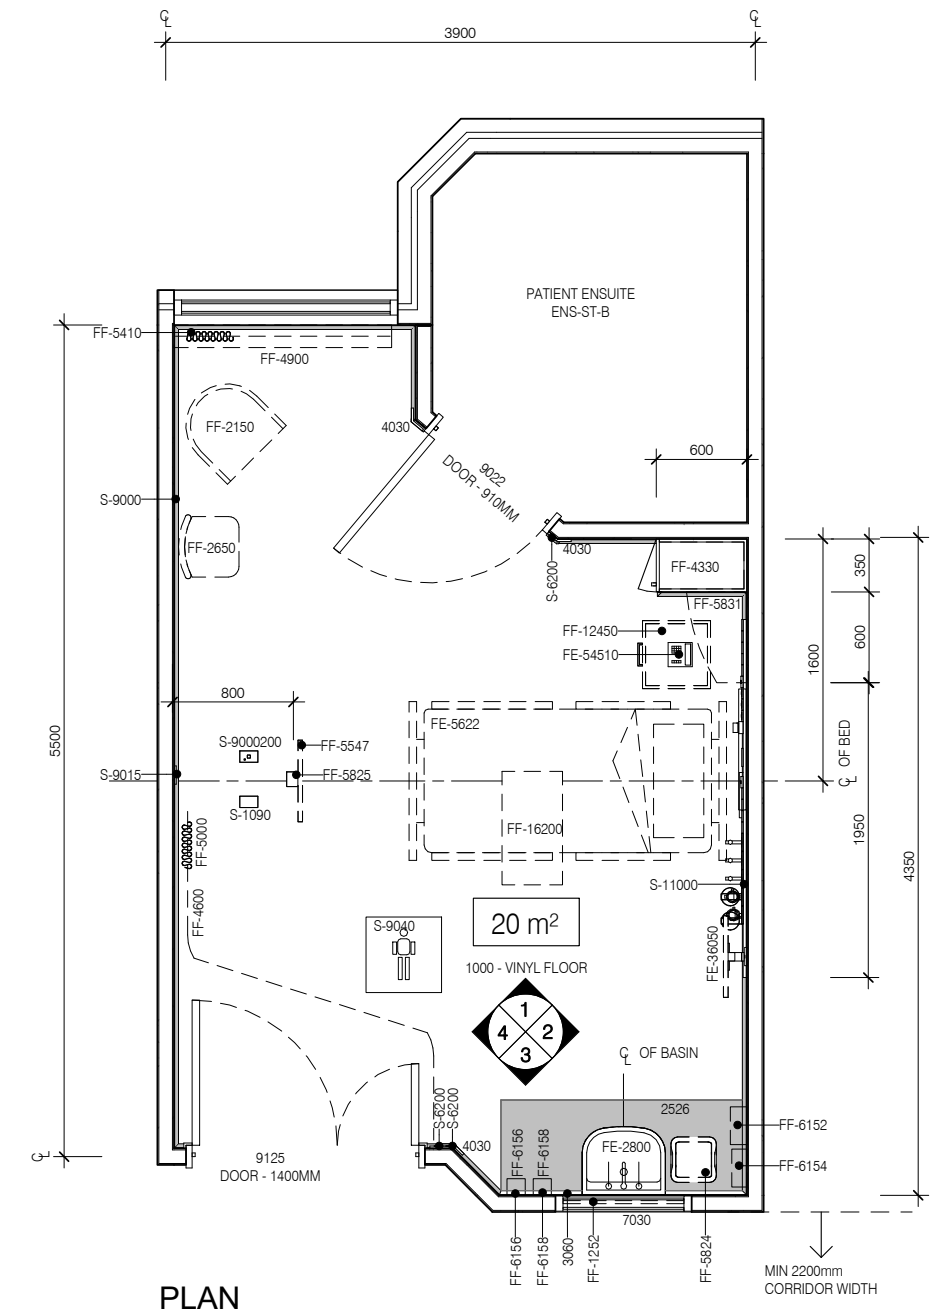 ℄
℄
3900
PATIENT ENSUITE
ENS-ST-B
FF-5410
FF-4900
FF-2150
4030
9022
DOOR - 910MM
600
S-9000
FF-2650
4030
S-6200
FF-4330
350
FF-5831
FF-12450
600
FE-54510
1600
800
FE-5622
5500
S-9000200
FF-5547
℄ OF BED
S-9015
FF-5825
S-1090
FF-16200
1950
FF-5000
4350
S-11000
FF-4600
S-9040
20 m²
FE-36050
1000 - VINYL FLOOR
1
4
2
3
℄ OF BASIN
2526
S-6200
S-6200
FF-6152
4030
FF-6156
FF-6158
FE-2800
℄
9125
DOOR - 1400MM
FF-6154
7030
FF-6156
FF-6158
3060
FF-1252
FF-5824
MIN 2200mm
CORRIDOR WIDTH
PLAN